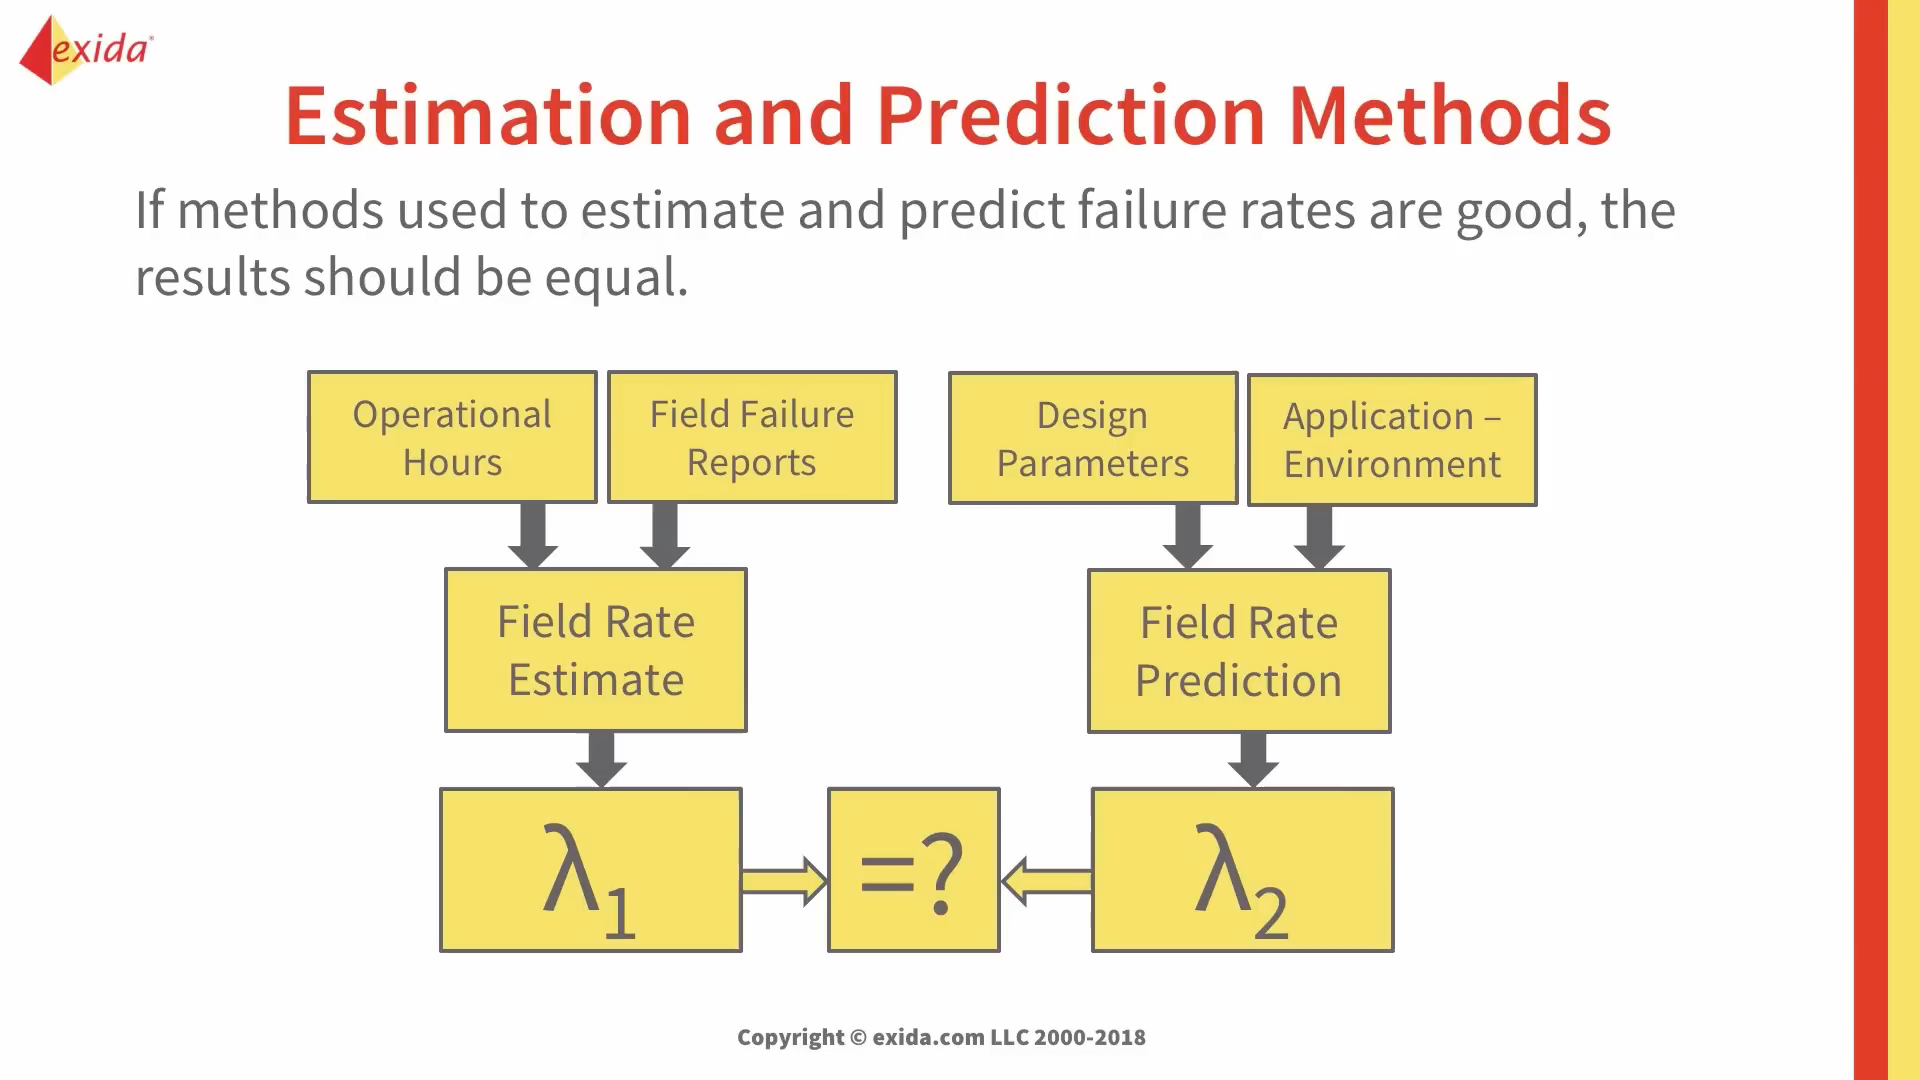 exida
Estimation and Prediction Methods
If methods used to estimate and predict failure rates are good, the
results should be equal.
Operational
Hours
Field Failure
Reports
Design
Parameters
Application –
Environment
Field Rate
Estimate
Field Rate
Prediction
λ1
=?
λ2
Copyright © exida.com LLC 2000-2018